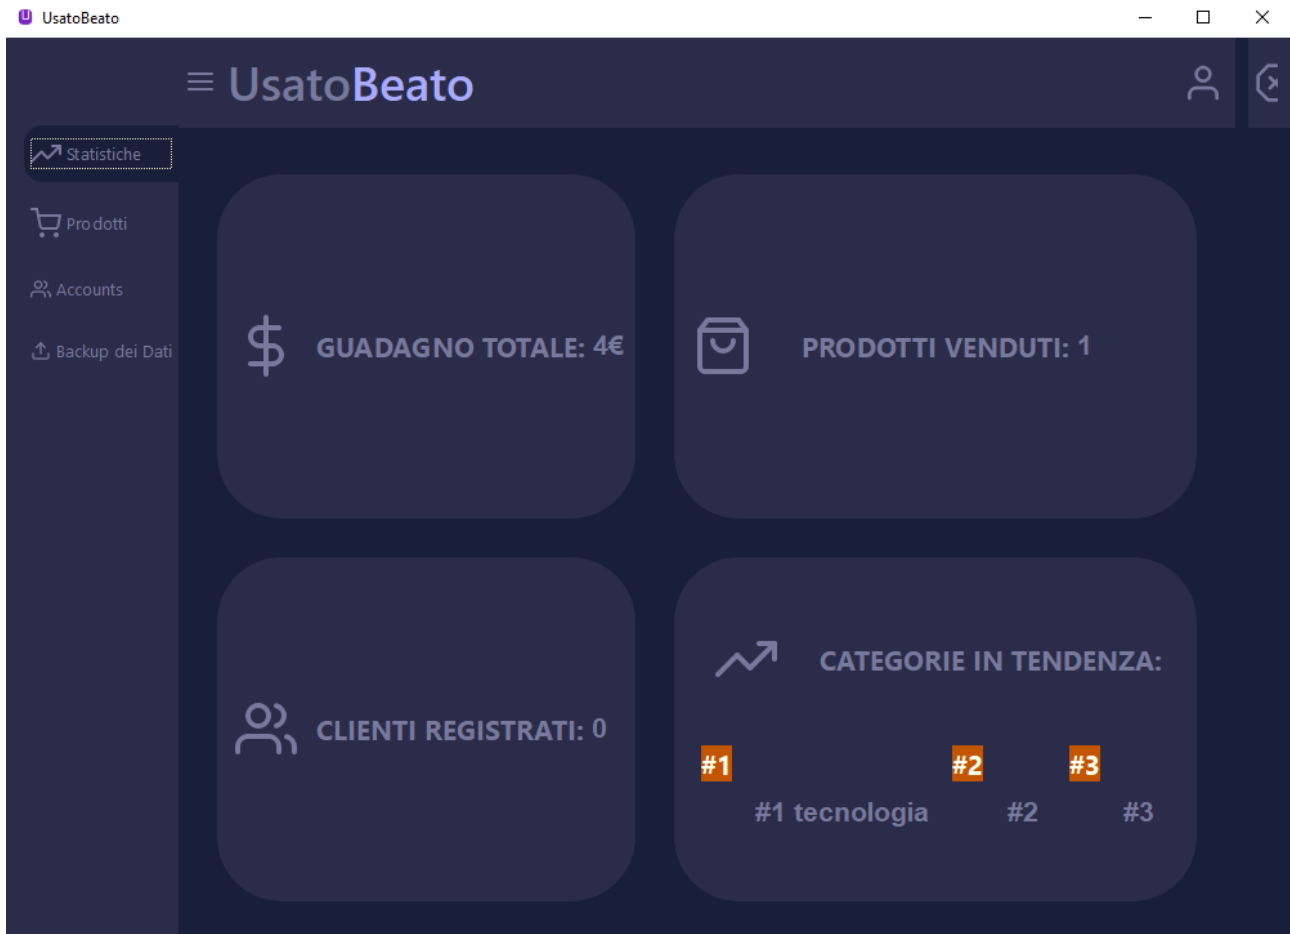 UsatoBeato
UsatoBeato
Statistiche
Prodotti
Accounts
Backup dei Dati
GUADAGNO TOTALE: 4€
PRODOTTI VENDUTI: 1
CLIENTI REGISTRATI: 0
CATEGORIE IN TENDENZA:
#1 #2 #3
#1 tecnologia #2 #3